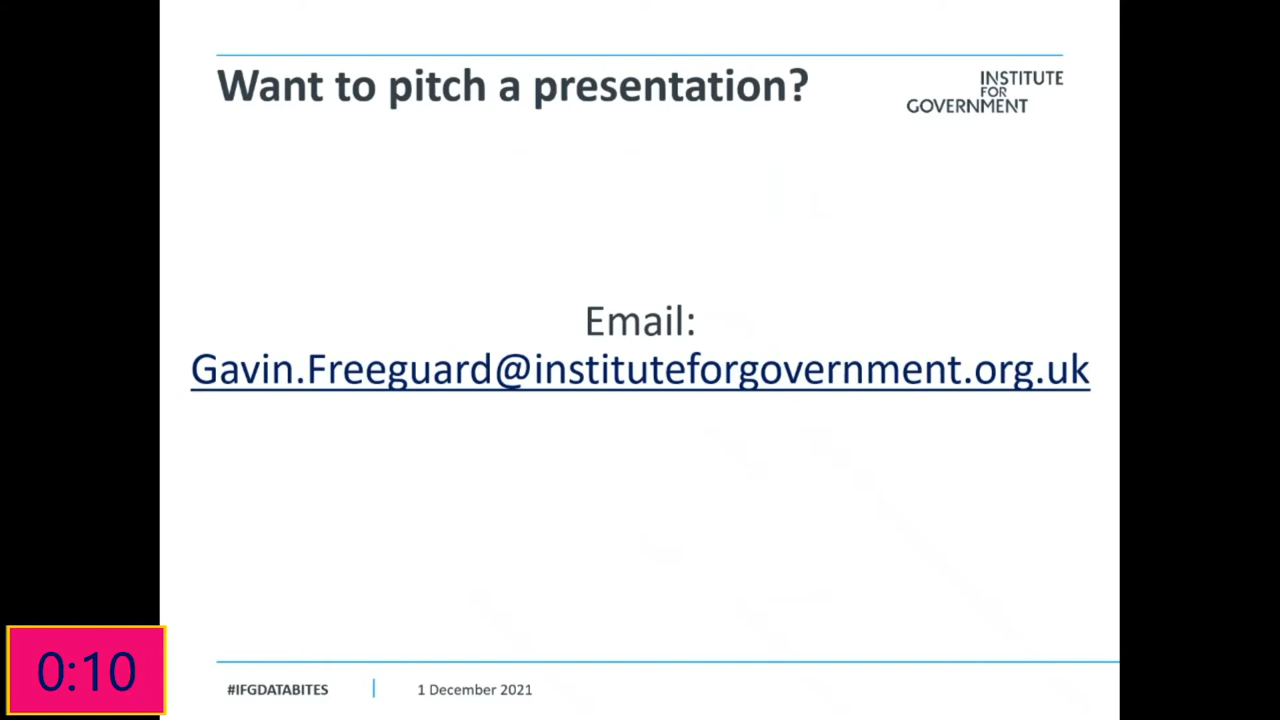 Want to pitch a presentation?
INSTITUTE
FOR
GOVERNMENT
Email:
Gavin.Freeguard@instituteforgovernment.org.uk
0:10
#IFGDATABITES
1 December 2021